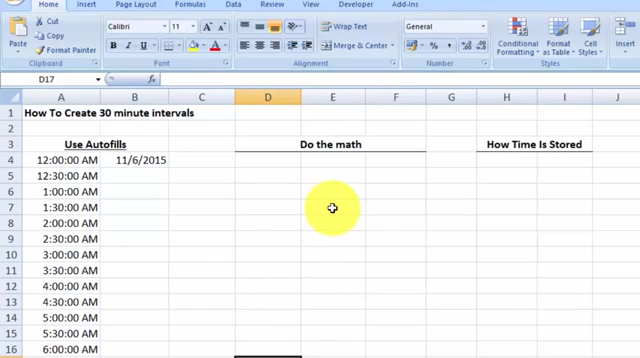 Home Insert Page Layout Formulas Data Review View Developer Add-Ins
Cut
Copy
Format Painter
Paste
Clipboard
Calibri 11
Font
Wrap Text
Merge & Center
Alignment
General
Number
Conditional Formatting
Format as Table
Cell Styles
Styles
D17 fx
A B C D E F G H I J
1 How To Create 30 minute intervals
2
3 Use Autofills Do the math How Time Is Stored
4 12:00:00 AM 11/6/2015
5 12:30:00 AM
6 1:00:00 AM
7 1:30:00 AM
8 2:00:00 AM
9 2:30:00 AM
10 3:00:00 AM
11 3:30:00 AM
12 4:00:00 AM
13 4:30:00 AM
14 5:00:00 AM
15 5:30:00 AM
16 6:00:00 AM